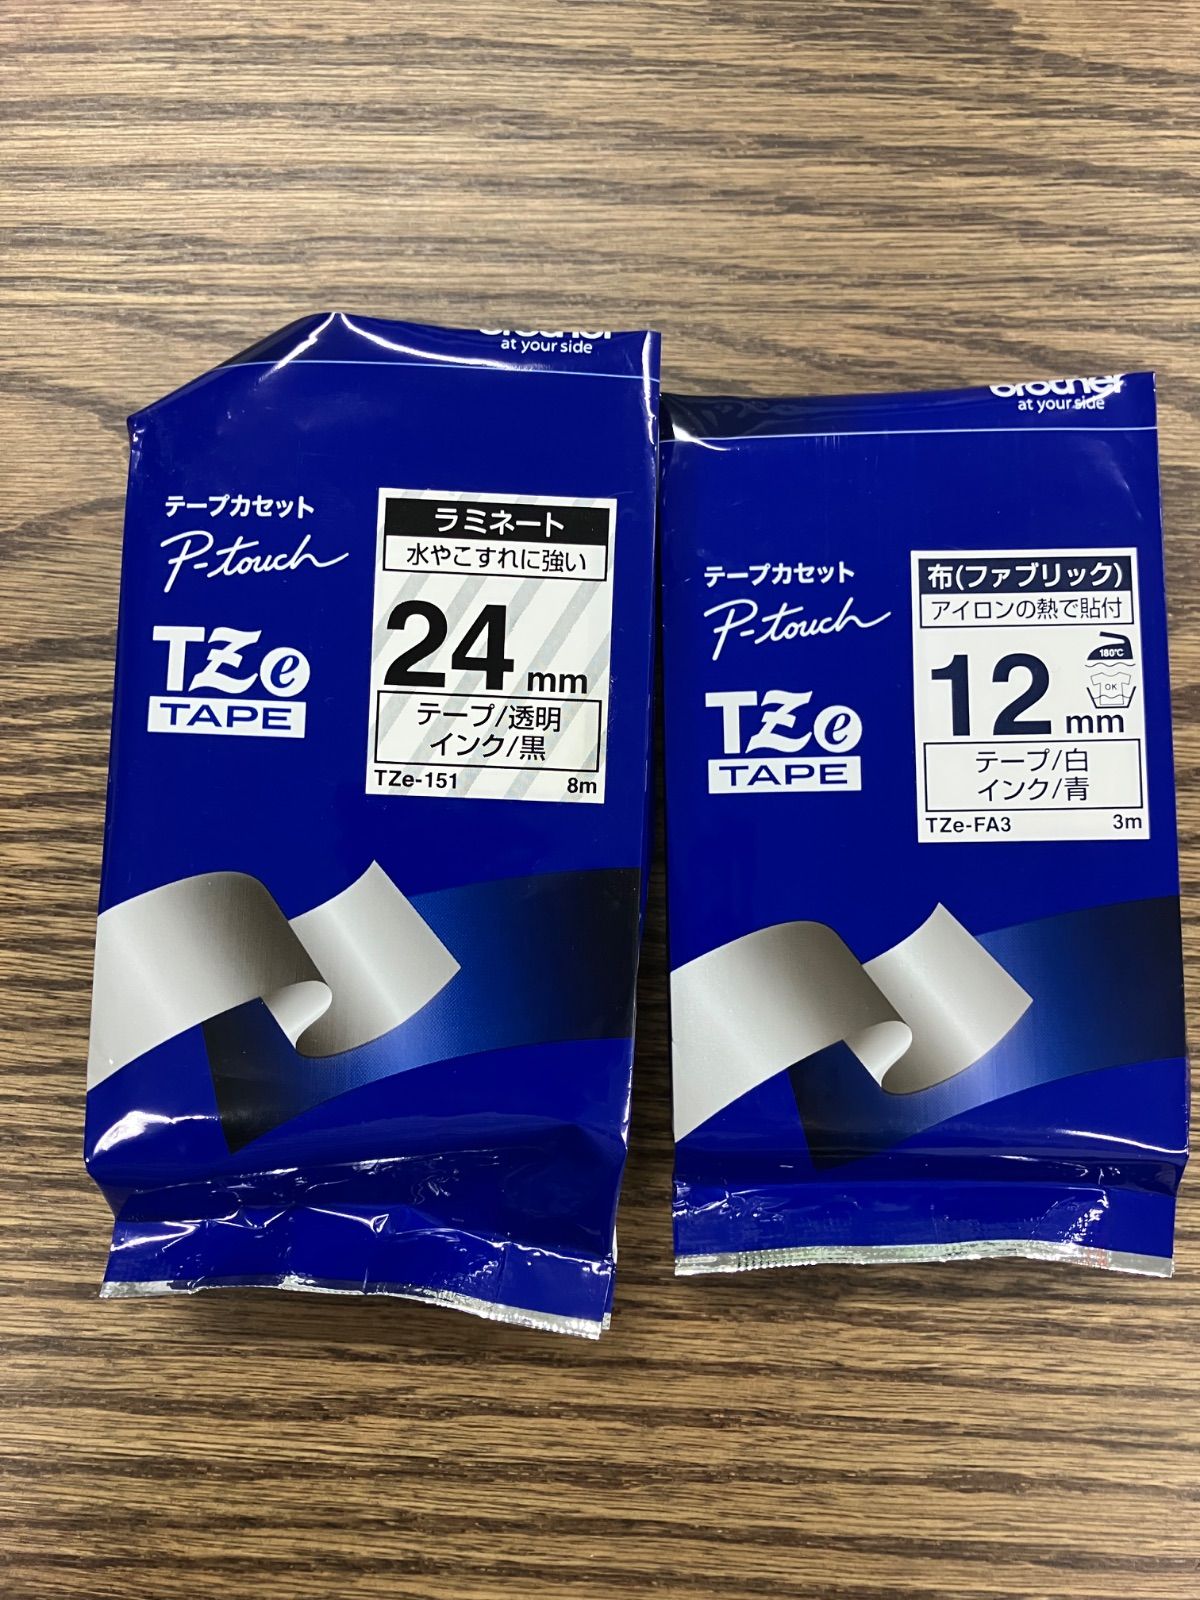 brother
at your side
テープカセット
P-touch
TZe
TAPE
ラミネート
水やこすれに強い
24 mm
テープ/透明
インク/黒
TZe-151 8m
brother
at your side
テープカセット
P-touch
TZe
TAPE
布(ファブリック)
アイロンの熱で貼付
180℃
OK
12 mm
テープ/白
インク/青
TZe-FA3 3m